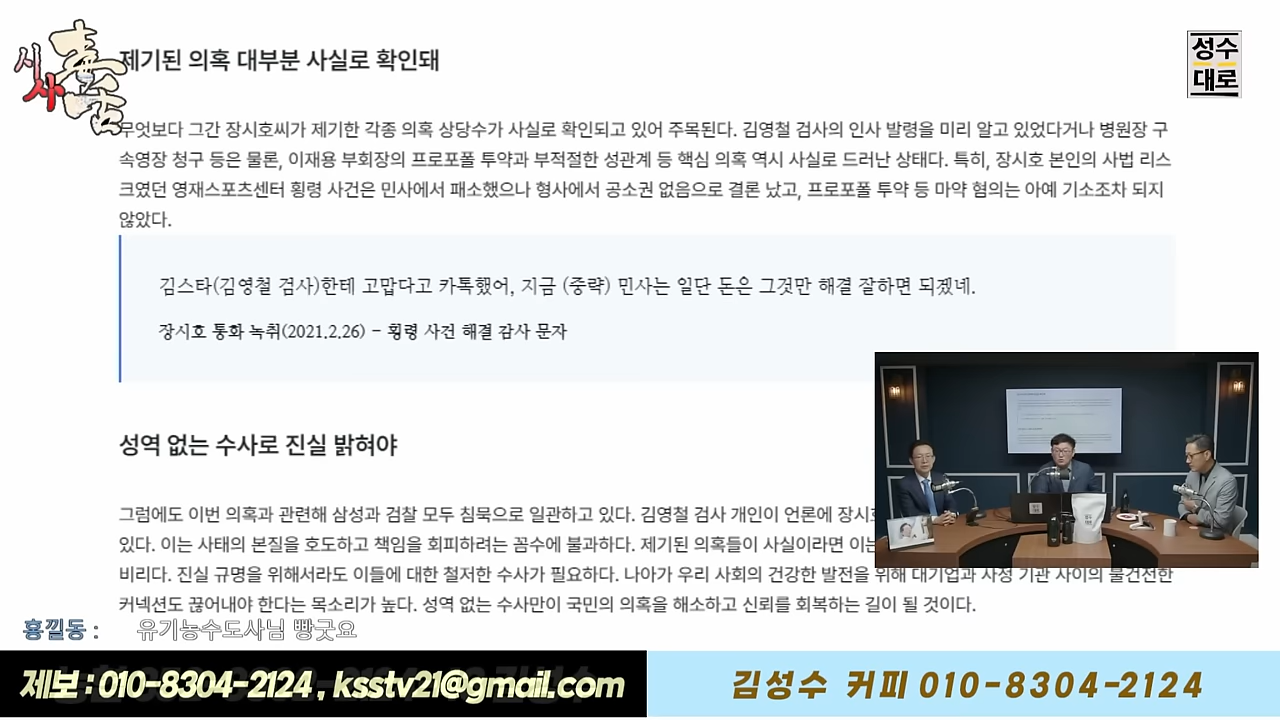 시사
毒舌
성수
대로
제기된 의혹 대부분 사실로 확인돼
무엇보다 그간 장시호씨가 제기한 각종 의혹 상당수가 사실로 확인되고 있어 주목된다. 김영철 검사의 인사 발령을 미리 알고 있었다거나 병원장 구
속영장 청구 등은 물론, 이재용 부회장의 프로포폴 투약과 부적절한 성관계 등 핵심 의혹 역시 사실로 드러난 상태다. 특히, 장시호 본인의 사법 리스
크였던 영재스포츠센터 횡령 사건은 민사에서 패소했으나 형사에서 공소권 없음으로 결론 났고, 프로포폴 투약 등 마약 혐의는 아예 기소조차 되지
않았다.
김스타(김영철 검사)한테 고맙다고 카톡했어, 지금 (중략) 민사는 일단 돈은 그것만 해결 잘하면 되겠네.
장시호 통화 녹취(2021.2.26) - 횡령 사건 해결 감사 문자
성역 없는 수사로 진실 밝혀야
그럼에도 이번 의혹과 관련해 삼성과 검찰 모두 침묵으로 일관하고 있다. 김영철 검사 개인이 언론에 장시호
있다. 이는 사태의 본질을 호도하고 책임을 회피하려는 꼼수에 불과하다. 제기된 의혹들이 사실이라면 이는
비리다. 진실 규명을 위해서라도 이들에 대한 철저한 수사가 필요하다. 나아가 우리 사회의 건강한 발전을 위해 대기업과 사정 기관 사이의 불건전한
커넥션도 끊어내야 한다는 목소리가 높다. 성역 없는 수사만이 국민의 의혹을 해소하고 신뢰를 회복하는 길이 될 것이다.
홍낄동 : 유기농수도사님 빵긋요
제보 : 010-8304-2124 , ksstv21@gmail.com
김성수 커피 010-8304-2124